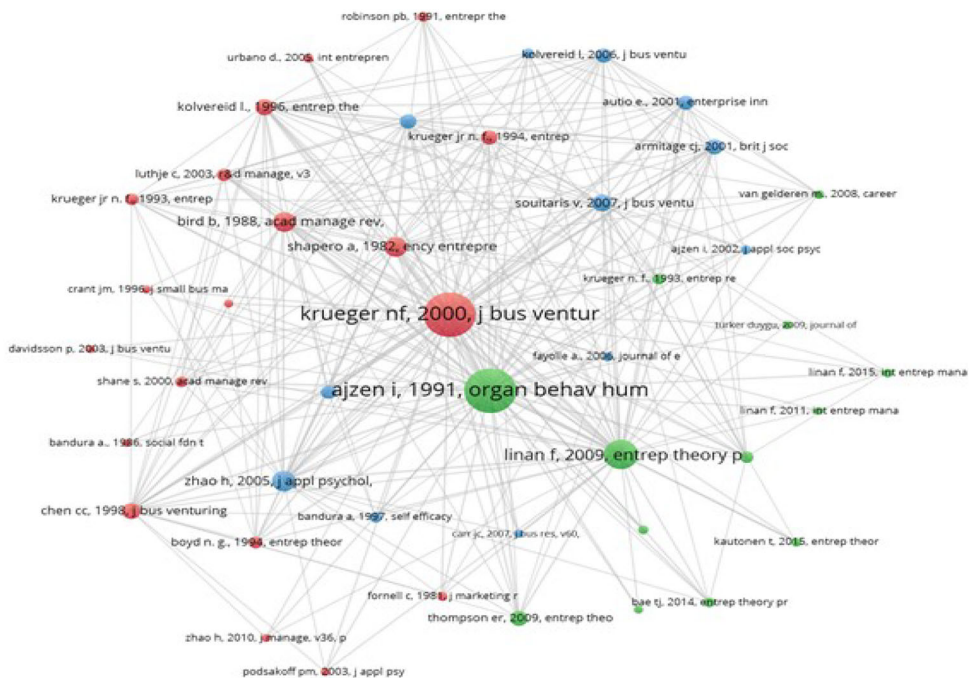 robinson pb, 1991, entrepr the
urbano d., 2005, int entrepren
kolvereid l, 2006, j bus ventu
kolvereid l., 1996, entrep the
autio e., 2001, enterprise inn
krueger jr n. f., 1994, entrep
armitage cj, 2001, brit j soc
luthje c, 2003, r&d manage, v3
krueger jr n. f., 1993, entrep
van gelderen m, 2008, career
souitaris v, 2007, j bus ventu
bird b, 1988, acad manage rev,
shapero a, 1982, ency entrepre
ajzen i, 2002, j appl soc psyc
krueger n. f., 1993, entrep re
crant jm, 1996, j small bus ma
krueger nf, 2000, j bus ventur
turker duygu, 2009, journal of
davidsson p, 2003, j bus ventu
fayolle a., 2006, journal of e
linan f, 2015, int entrep mana
shane s, 2000, acad manage rev
ajzen i, 1991, organ behav hum
linan f, 2011, int entrep mana
bandura a., 1986, social fdn t
linan f, 2009, entrep theory p
zhao h, 2005, j appl psychol,
chen cc, 1998, j bus venturing
bandura a, 1997, self efficacy
carr jc, 2007, j bus res, v60,
boyd n. g., 1994, entrep theor
kautonen t, 2015, entrep theor
fornell c, 1981, j marketing r
bae tj, 2014, entrep theory pr
thompson er, 2009, entrep theo
zhao h, 2010, j manage, v36, p
podsakoff pm, 2003, j appl psy